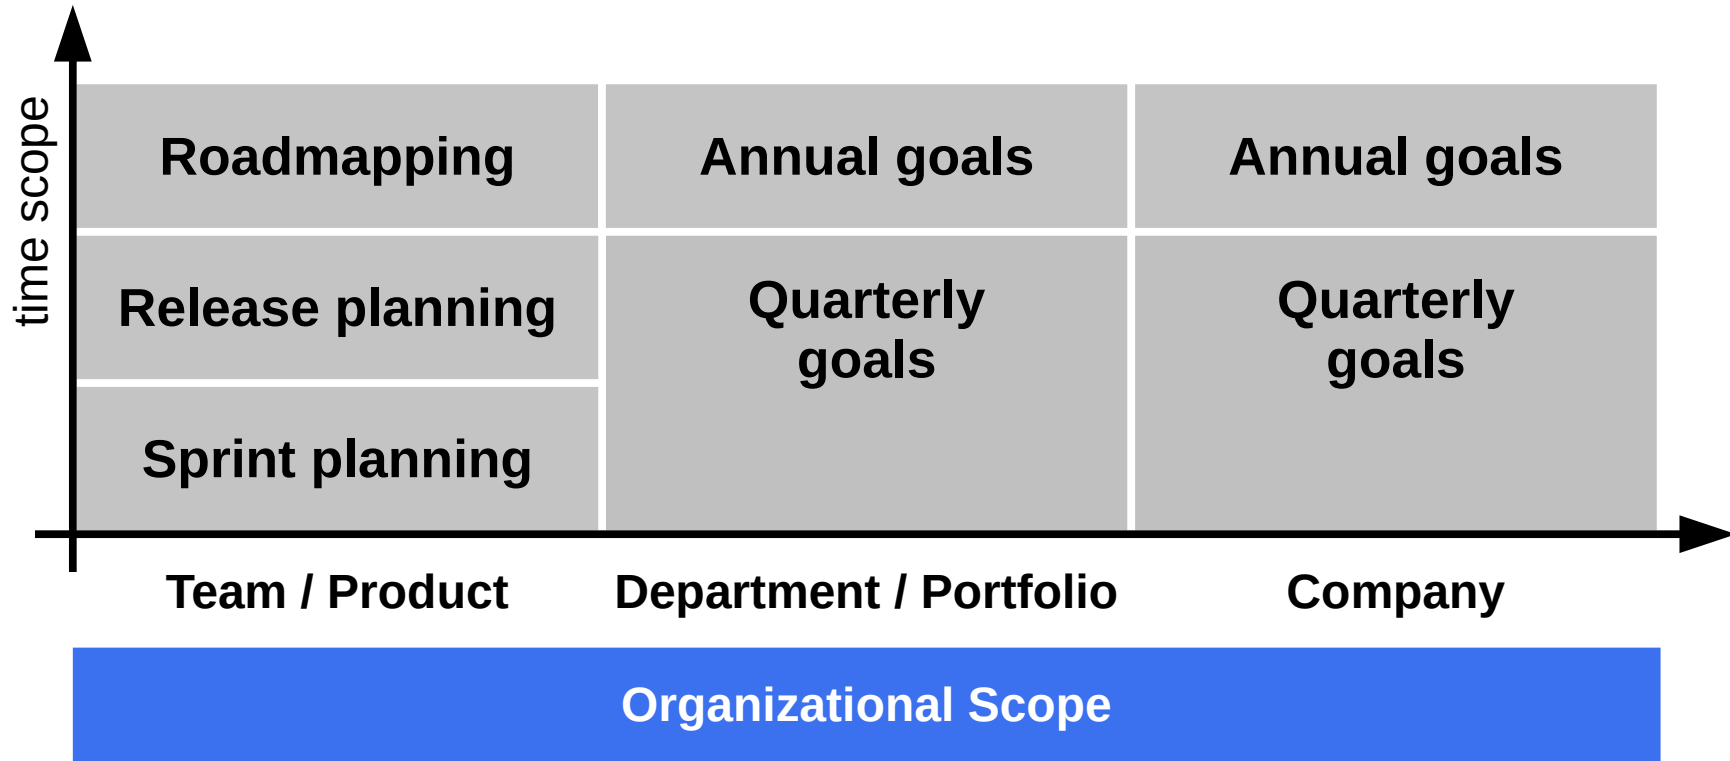 time scope
Roadmapping
Annual goals
Annual goals
Release planning
Quarterly
goals
Quarterly
goals
Sprint planning
Team / Product
Department / Portfolio
Company
Organizational Scope